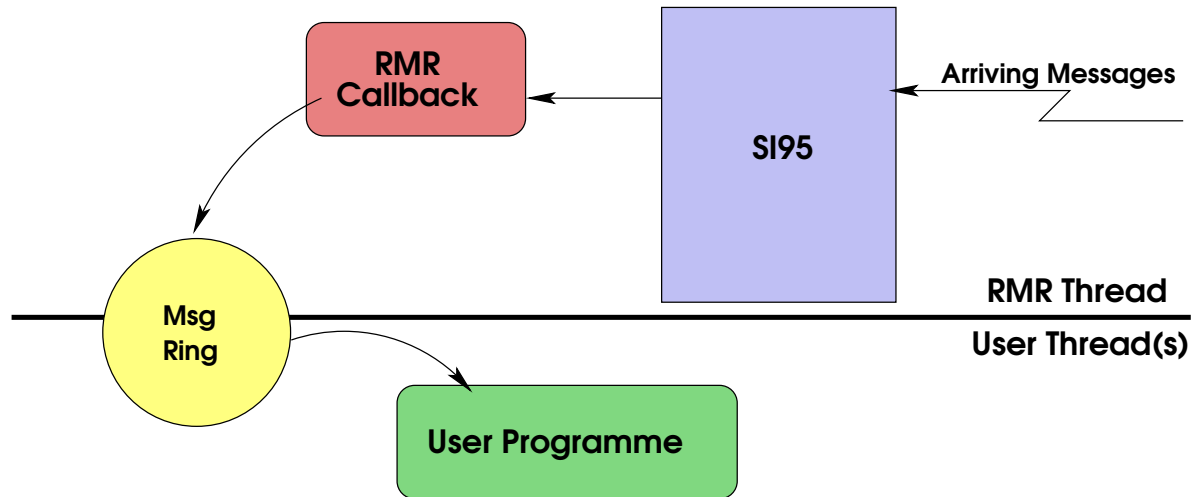 RMR
Callback
Arriving Messages
SI95
RMR Thread
Msg
Ring
User Thread(s)
User Programme